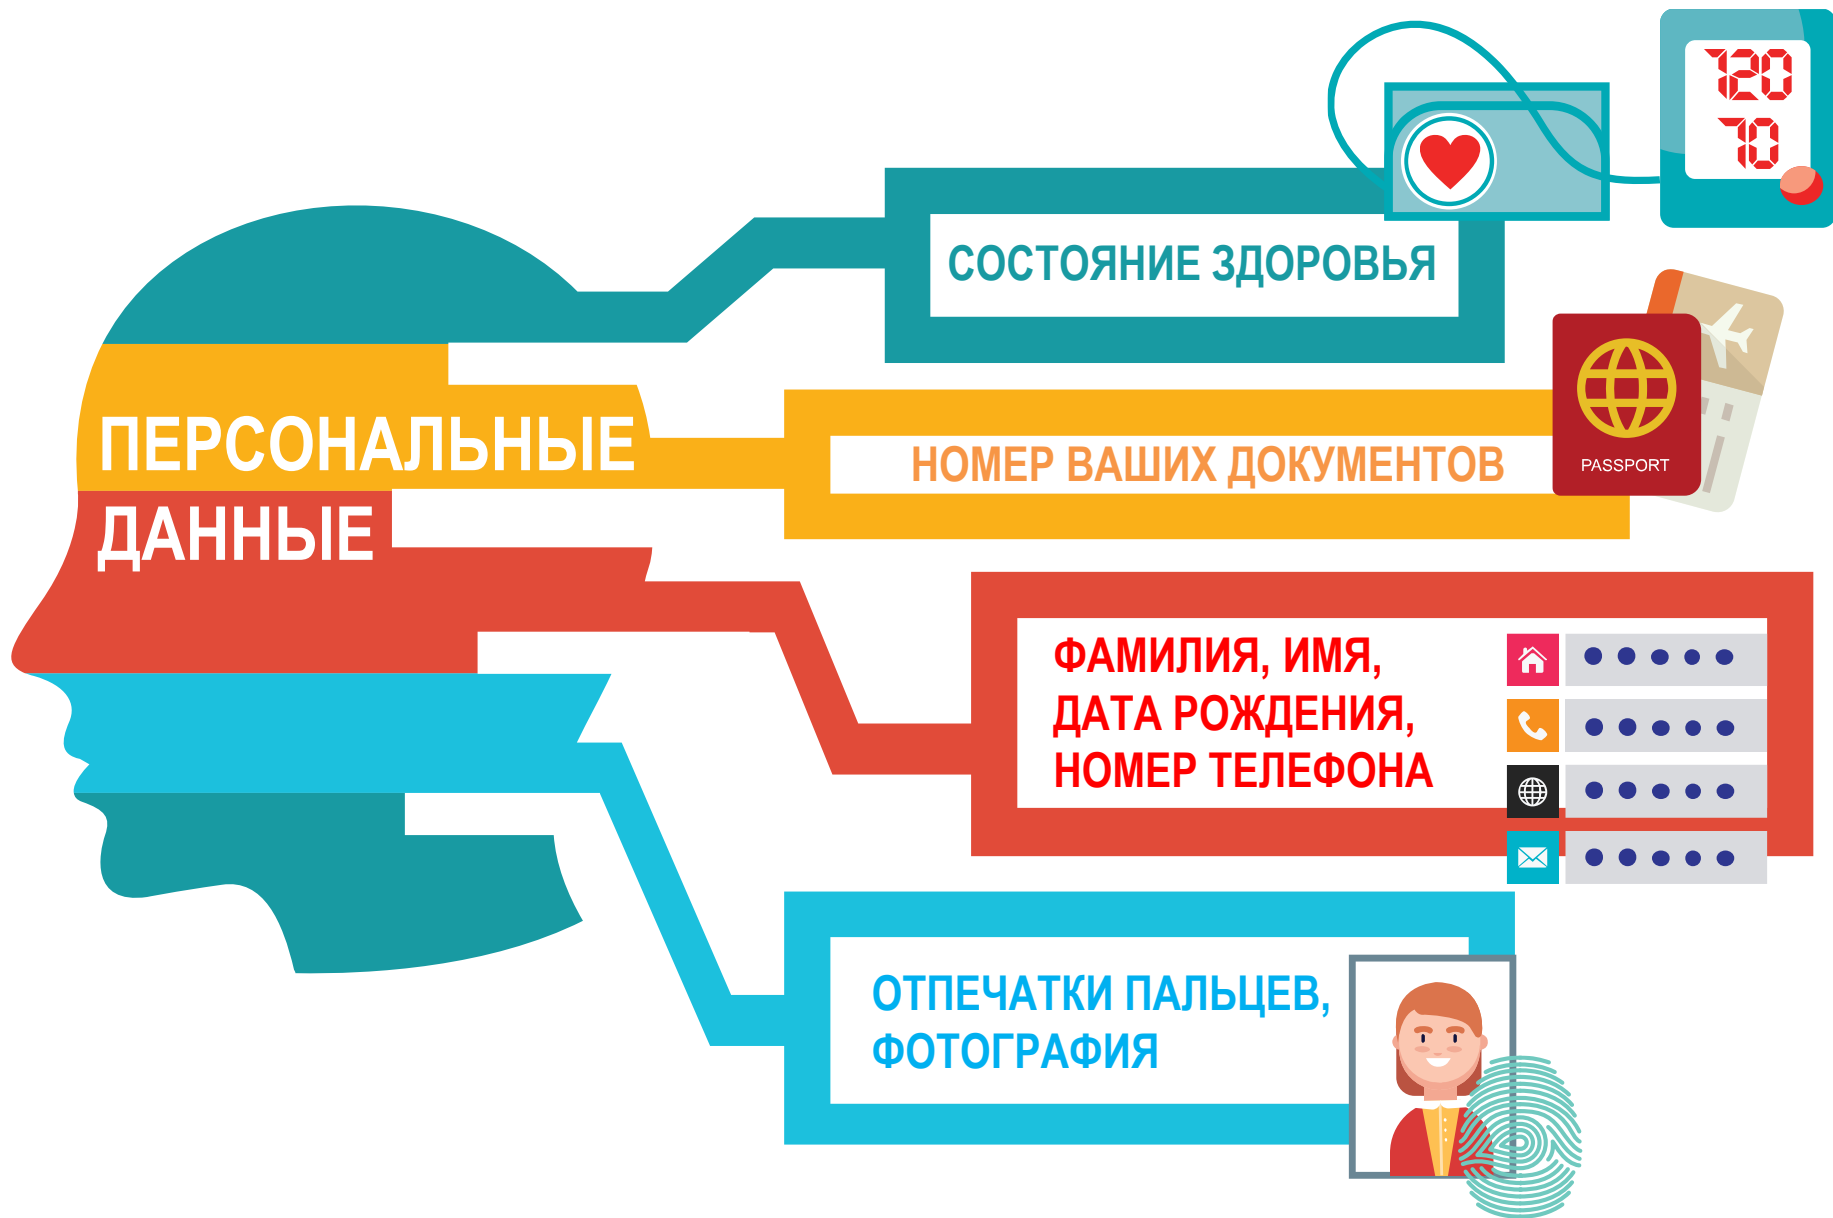 120
70
СОСТОЯНИЕ ЗДОРОВЬЯ
ПЕРСОНАЛЬНЫЕ
ДАННЫЕ
НОМЕР ВАШИХ ДОКУМЕНТОВ
PASSPORT
ФАМИЛИЯ, ИМЯ,
ДАТА РОЖДЕНИЯ,
НОМЕР ТЕЛЕФОНА
ОТПЕЧАТКИ ПАЛЬЦЕВ,
ФОТОГРАФИЯ